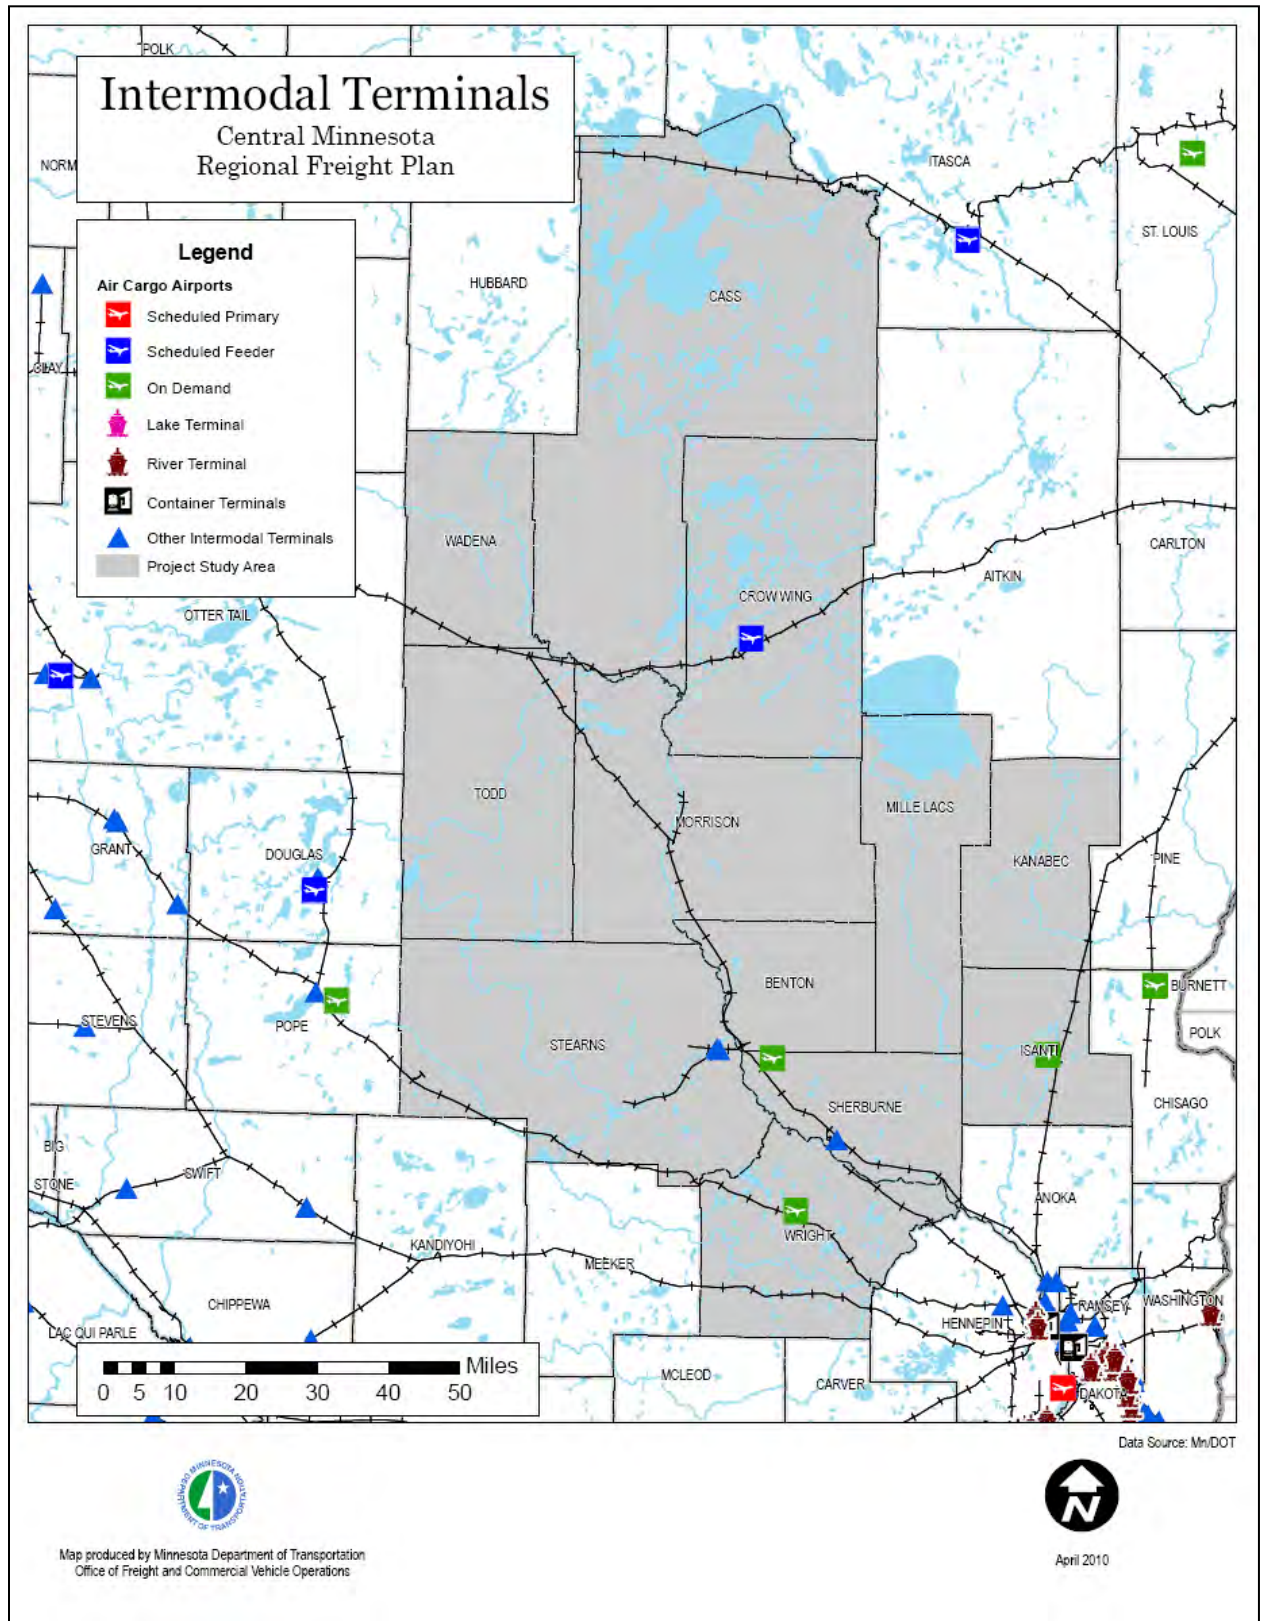 POLK
Intermodal Terminals
Central Minnesota
Regional Freight Plan
NORM
ITASCA
ST. LOUIS
Legend
Air Cargo Airports
Scheduled Primary
Scheduled Feeder
On Demand
Lake Terminal
River Terminal
Container Terminals
Other Intermodal Terminals
Project Study Area
HUBBARD
CASS
CLAY
WADENA
CARLTON
AITKIN
CROW WING
OTTER TAIL
TODD
MILLE LACS
MORRISON
GRANT
DOUGLAS
KANABEC
PINE
BENTON
BURNETT
STEVENS
POPE
STEARNS
ISANTI
POLK
SHERBURNE
CHISAGO
BIG
STONE
SWIFT
ANOKA
WRIGHT
KANDIYOHI
MEEKER
CHIPPEWA
HENNEPIN
RAMSEY
WASHINGTON
LAC QUI PARLE
MCLEOD
CARVER
DAKOTA
Miles
0 5 10 20 30 40 50
Data Source: Mn/DOT
MINNESOTA
DEPARTMENT OF TRANSPORTATION
N
Map produced by Minnesota Department of Transportation
Office of Freight and Commercial Vehicle Operations
April 2010